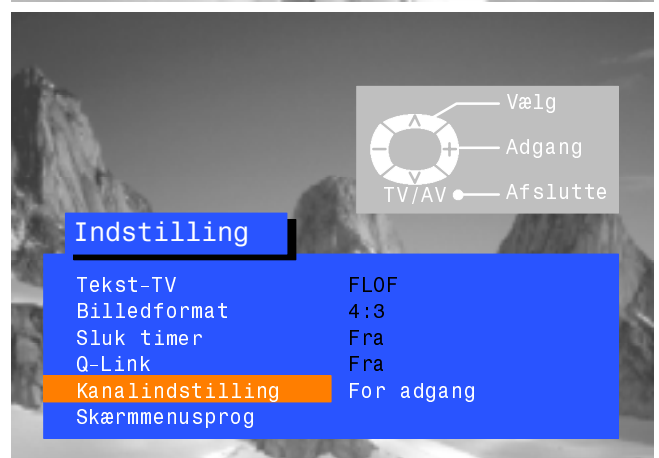 Vælg
Adgang
TV/AV Afslutte
Indstilling
Tekst-TV FLOF
Billedformat 4:3
Sluk timer Fra
Q-Link Fra
Kanalindstilling For adgang
Skærmmenusprog